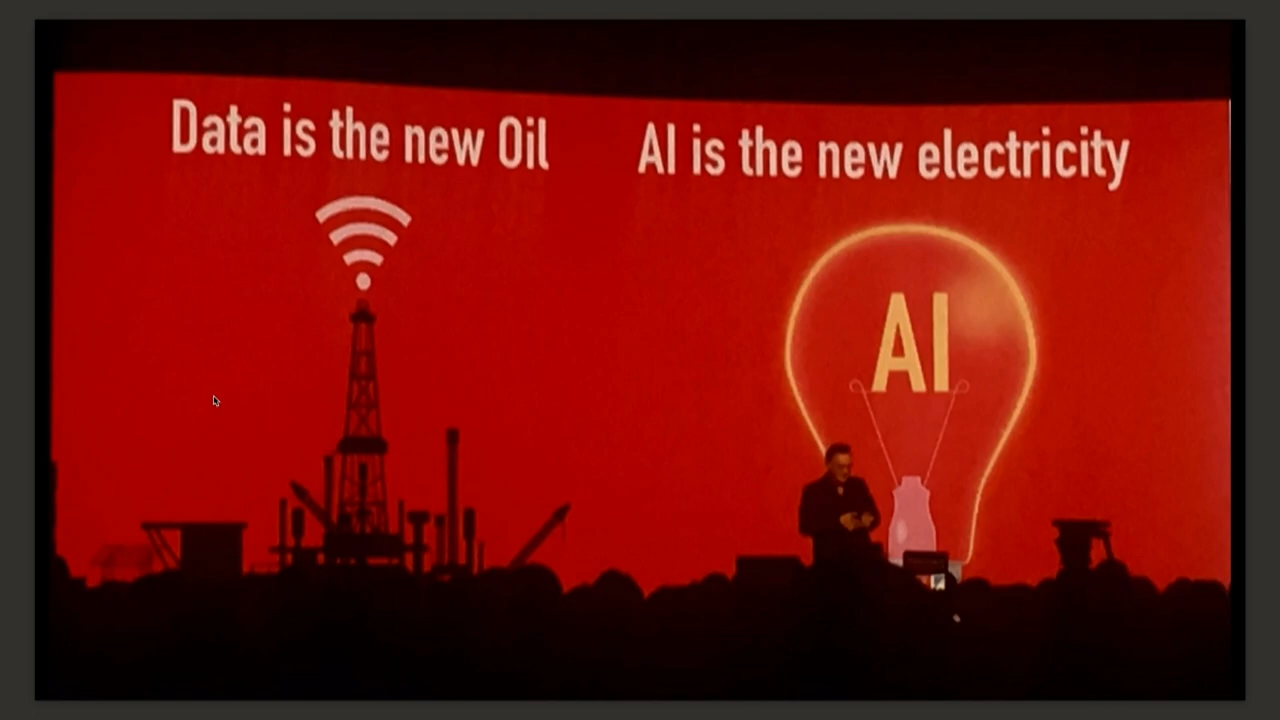 Data is the new Oil
AI is the new electricity
AI